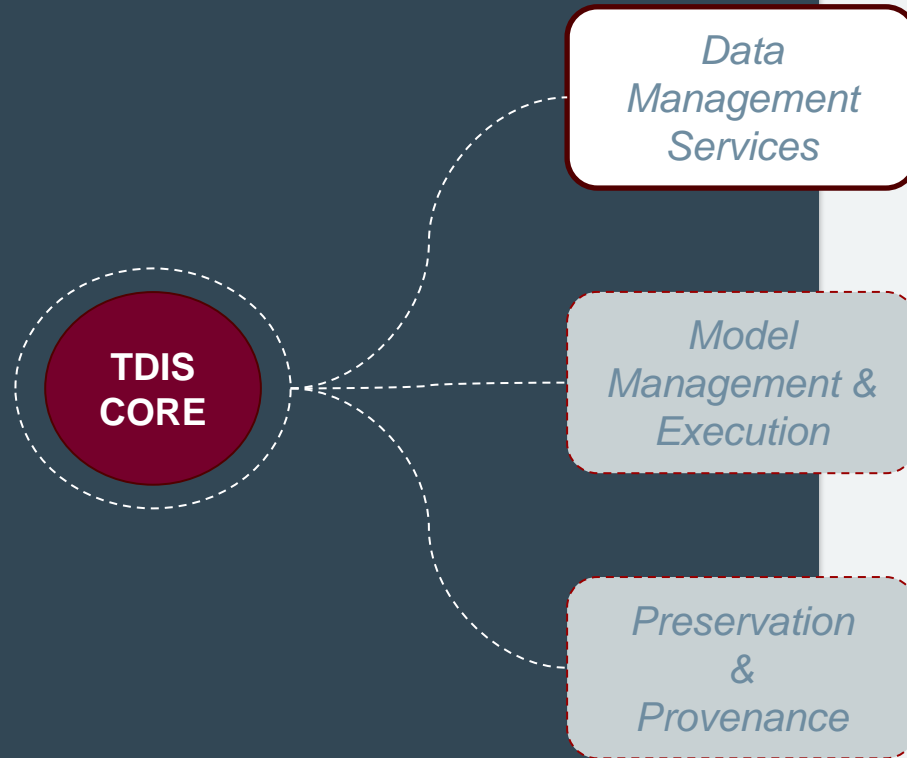 Data
Management
Services
TDIS
CORE
Model
Management &
Execution
Preservation
&
Provenance